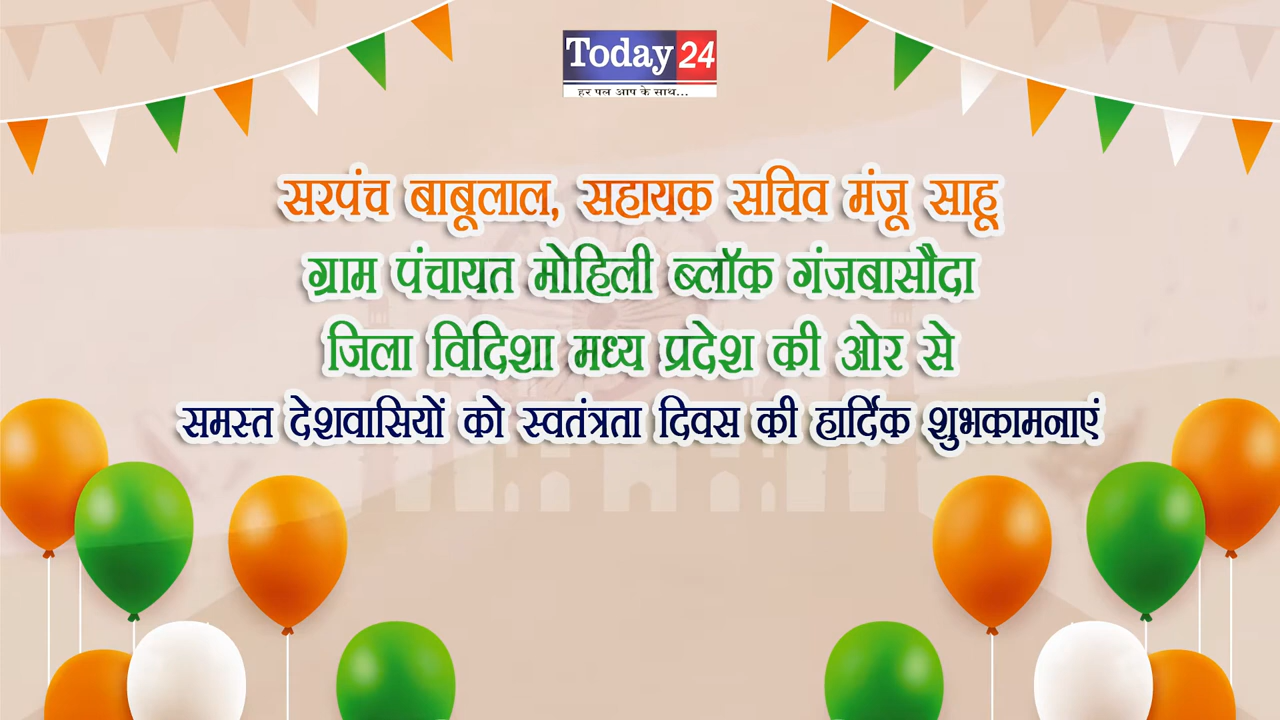 Today 24
हर पल आप के साथ...
सरपंच बाबूलाल, सहायक सचिव मंजू साहू
ग्राम पंचायत मोहिली ब्लॉक गंजबासौदा
जिला विदिशा मध्य प्रदेश की ओर से
समस्त देशवासियों को स्वतंत्रता दिवस की हार्दिक शुभकामनाएं